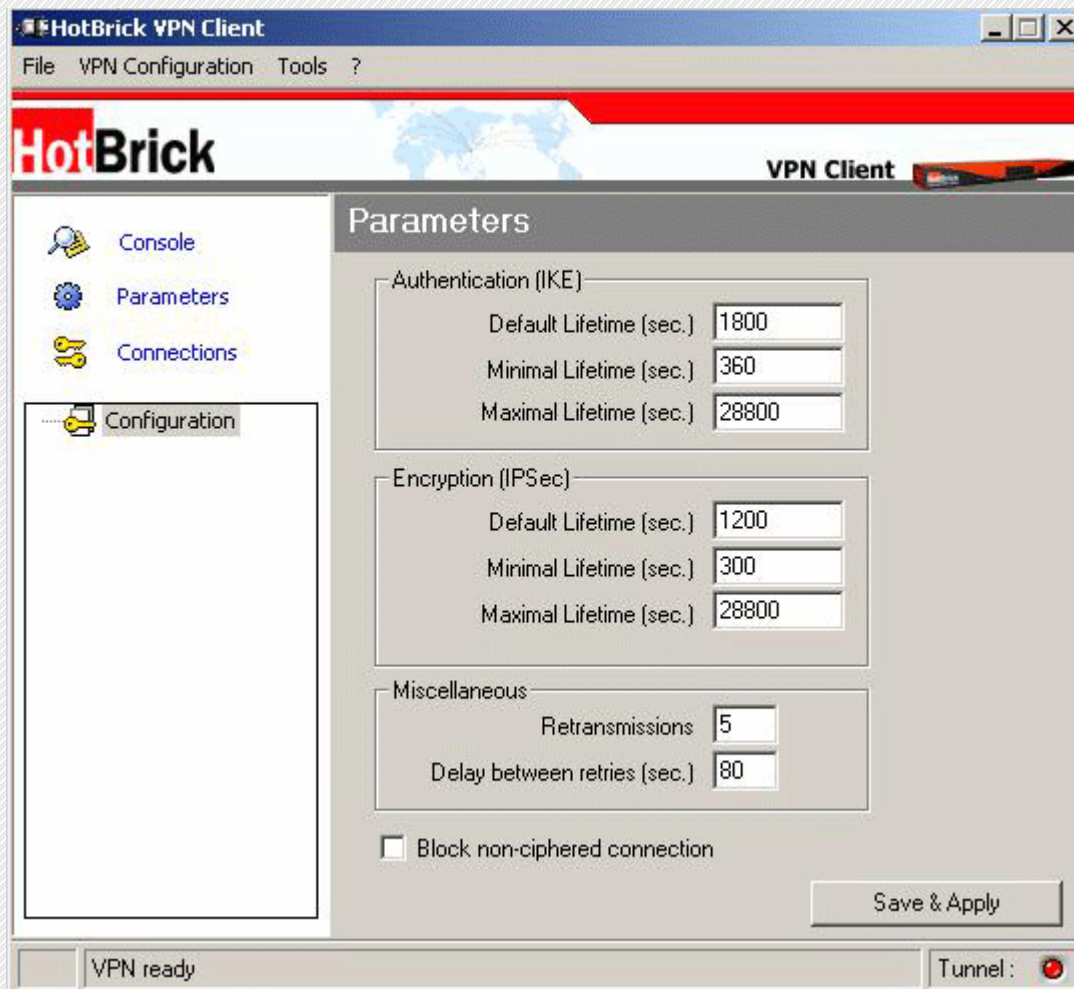 HotBrick VPN Client
File VPN Configuration Tools ?
HotBrick
VPN Client
Console
Parameters
Connections
Configuration
Parameters
Authentication (IKE)
Default Lifetime (sec.) 1800
Minimal Lifetime (sec.) 360
Maximal Lifetime (sec.) 28800
Encryption (IPSec)
Default Lifetime (sec.) 1200
Minimal Lifetime (sec.) 300
Maximal Lifetime (sec.) 28800
Miscellaneous
Retransmissions 5
Delay between retries (sec.) 80
Block non-ciphered connection
Save & Apply
VPN ready
Tunnel :